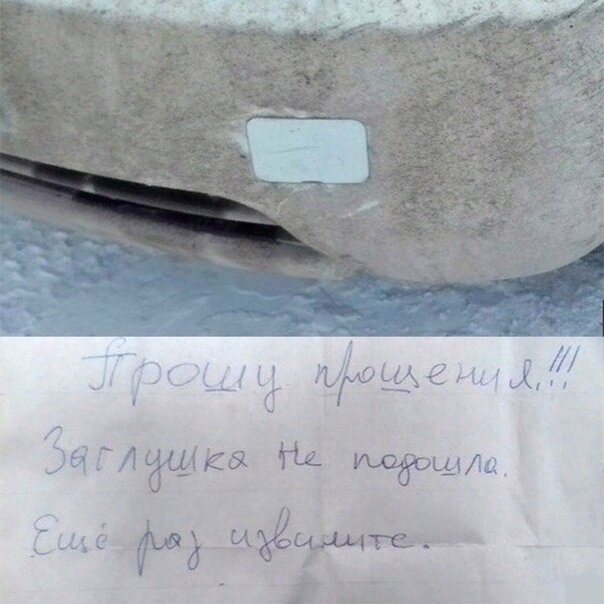 Прошу прощения!!!
Заглушка не подошла.
Ещё раз извините.